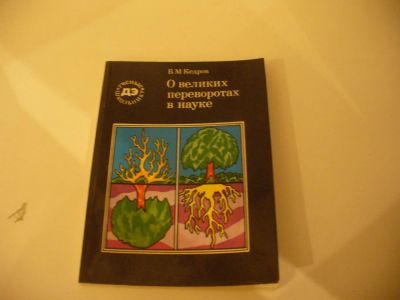 Б. М. Кедров
О великих
переворотах
в науке
ДЭ